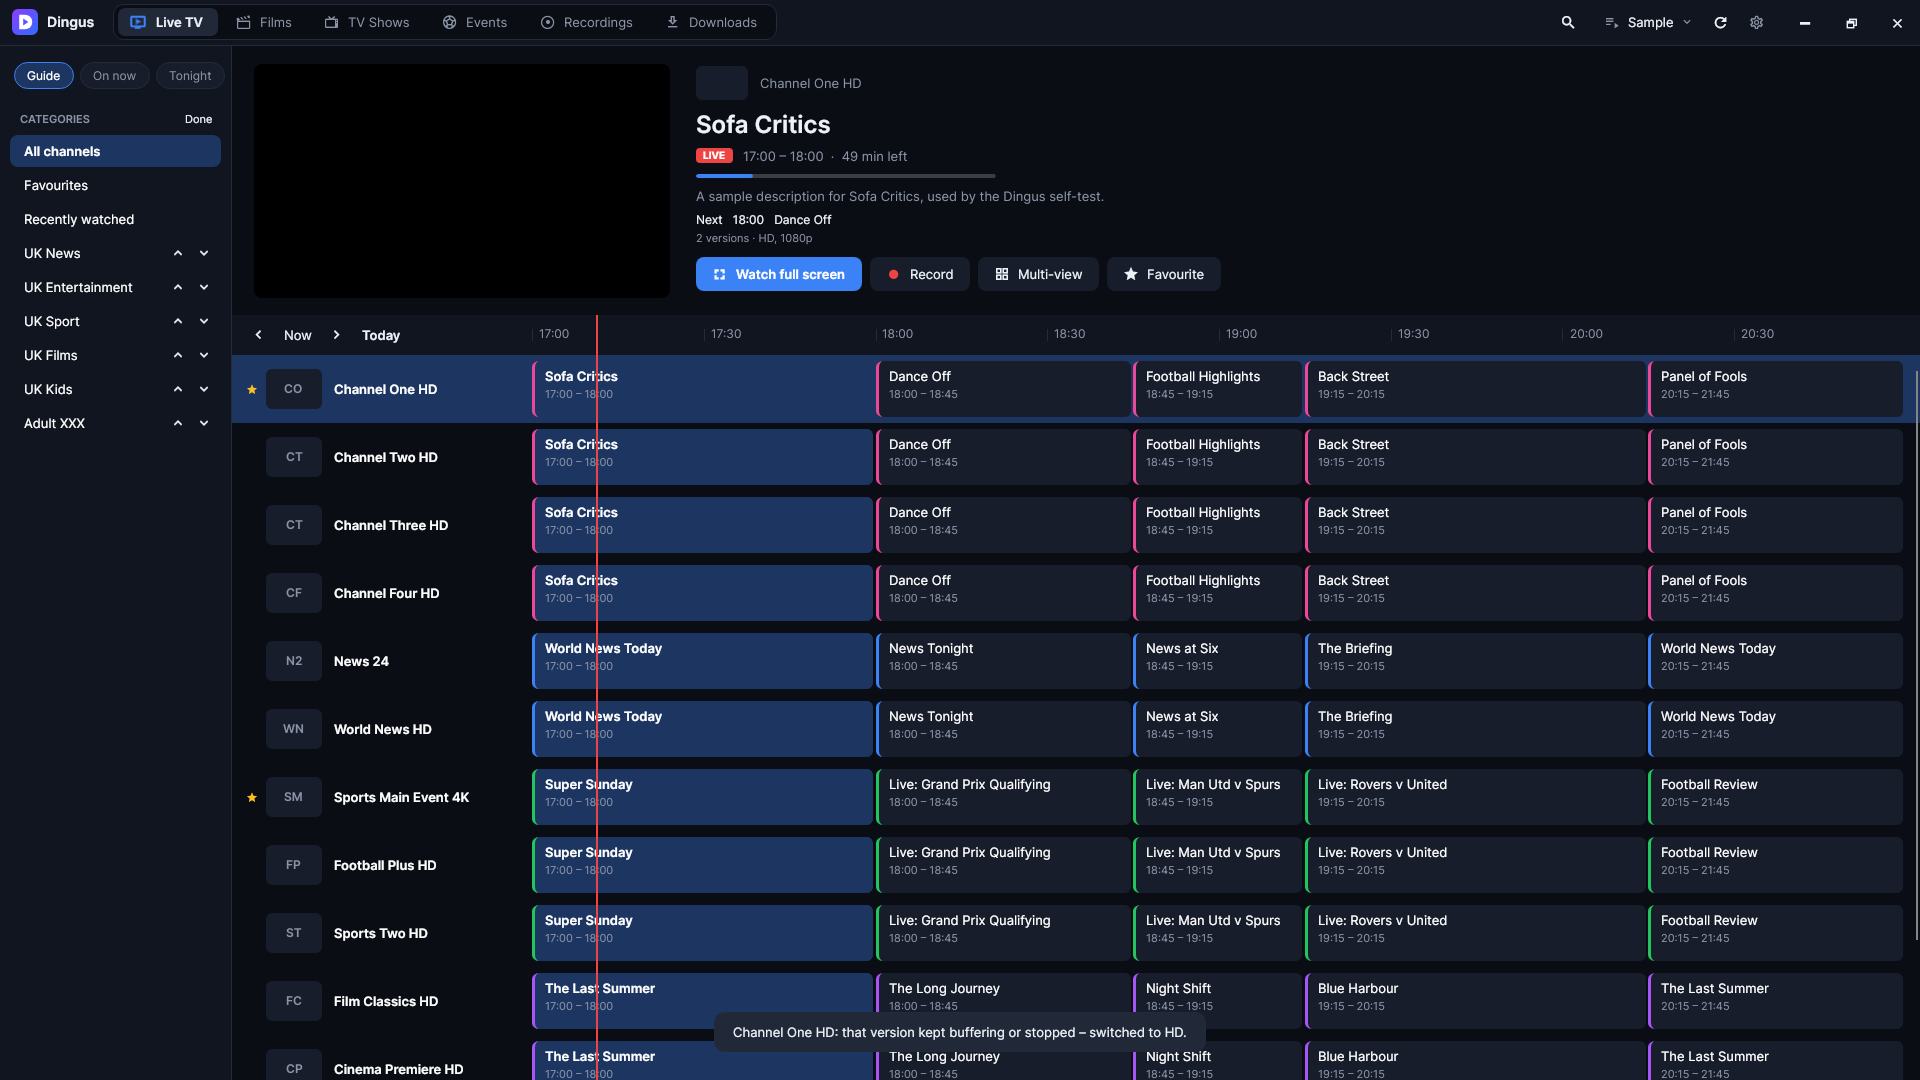 Dingus
Live TV
Films
TV Shows
Events
Recordings
Downloads
Sample
Guide
On now
Tonight
CATEGORIES
Done
All channels
Favourites
Recently watched
UK News
UK Entertainment
UK Sport
UK Films
UK Kids
Adult XXX
Channel One HD
Sofa Critics
LIVE 17:00 – 18:00 · 49 min left
A sample description for Sofa Critics, used by the Dingus self-test.
Next 18:00 Dance Off
2 versions · HD, 1080p
Watch full screen
Record
Multi-view
Favourite
Now
Today
17:00 17:30 18:00 18:30 19:00 19:30 20:00 20:30
CO Channel One HD
Sofa Critics Dance Off Football Highlights Back Street Panel of Fools
17:00 – 18:00 18:00 – 18:45 18:45 – 19:15 19:15 – 20:15 20:15 – 21:45
CT Channel Two HD
Sofa Critics Dance Off Football Highlights Back Street Panel of Fools
17:00 – 18:00 18:00 – 18:45 18:45 – 19:15 19:15 – 20:15 20:15 – 21:45
CT Channel Three HD
Sofa Critics Dance Off Football Highlights Back Street Panel of Fools
17:00 – 18:00 18:00 – 18:45 18:45 – 19:15 19:15 – 20:15 20:15 – 21:45
CF Channel Four HD
Sofa Critics Dance Off Football Highlights Back Street Panel of Fools
17:00 – 18:00 18:00 – 18:45 18:45 – 19:15 19:15 – 20:15 20:15 – 21:45
N2 News 24
World News Today News Tonight News at Six The Briefing World News Today
17:00 – 18:00 18:00 – 18:45 18:45 – 19:15 19:15 – 20:15 20:15 – 21:45
WN World News HD
World News Today News Tonight News at Six The Briefing World News Today
17:00 – 18:00 18:00 – 18:45 18:45 – 19:15 19:15 – 20:15 20:15 – 21:45
SM Sports Main Event 4K
Super Sunday Live: Grand Prix Qualifying Live: Man Utd v Spurs Live: Rovers v United Football Review
17:00 – 18:00 18:00 – 18:45 18:45 – 19:15 19:15 – 20:15 20:15 – 21:45
FP Football Plus HD
Super Sunday Live: Grand Prix Qualifying Live: Man Utd v Spurs Live: Rovers v United Football Review
17:00 – 18:00 18:00 – 18:45 18:45 – 19:15 19:15 – 20:15 20:15 – 21:45
ST Sports Two HD
Super Sunday Live: Grand Prix Qualifying Live: Man Utd v Spurs Live: Rovers v United Football Review
17:00 – 18:00 18:00 – 18:45 18:45 – 19:15 19:15 – 20:15 20:15 – 21:45
FC Film Classics HD
The Last Summer The Long Journey Night Shift Blue Harbour The Last Summer
17:00 – 18:00 18:00 – 18:45 18:45 – 19:15 19:15 – 20:15 20:15 – 21:45
Channel One HD: that version kept buffering or stopped – switched to HD.
CP Cinema Premiere HD
The Last Summer The Long Journey Night Shift Blue Harbour The Last Summer
17:00 – 18:00 18:00 – 18:45 18:45 – 19:15 19:15 – 20:15 20:15 – 21:45